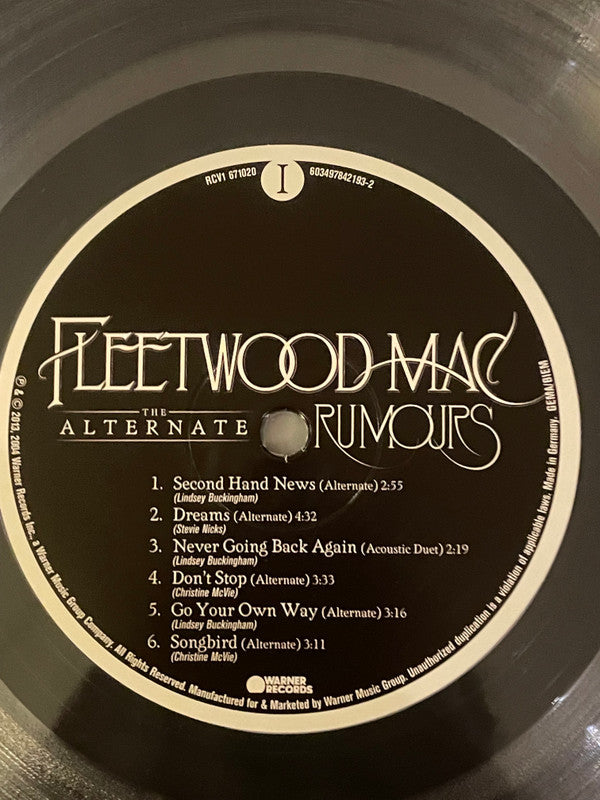 RCV1 671020 I 603497842193-2
FLEETWOOD MAC
THE
ALTERNATE RUMOURS
1. Second Hand News (Alternate) 2:55
(Lindsey Buckingham)
2. Dreams (Alternate) 4:32
(Stevie Nicks)
3. Never Going Back Again (Acoustic Duet) 2:19
(Lindsey Buckingham)
4. Don't Stop (Alternate) 3:33
(Christine McVie)
5. Go Your Own Way (Alternate) 3:16
(Lindsey Buckingham)
6. Songbird (Alternate) 3:11
(Christine McVie)
WARNER
RECORDS
℗ & © 2013, 2004 Warner Records Inc., a Warner Music Group Company. All Rights Reserved. Manufactured for & Marketed by Warner Music Group. Unauthorized duplication is a violation of applicable laws. Made in Germany. GEMA/BIEM